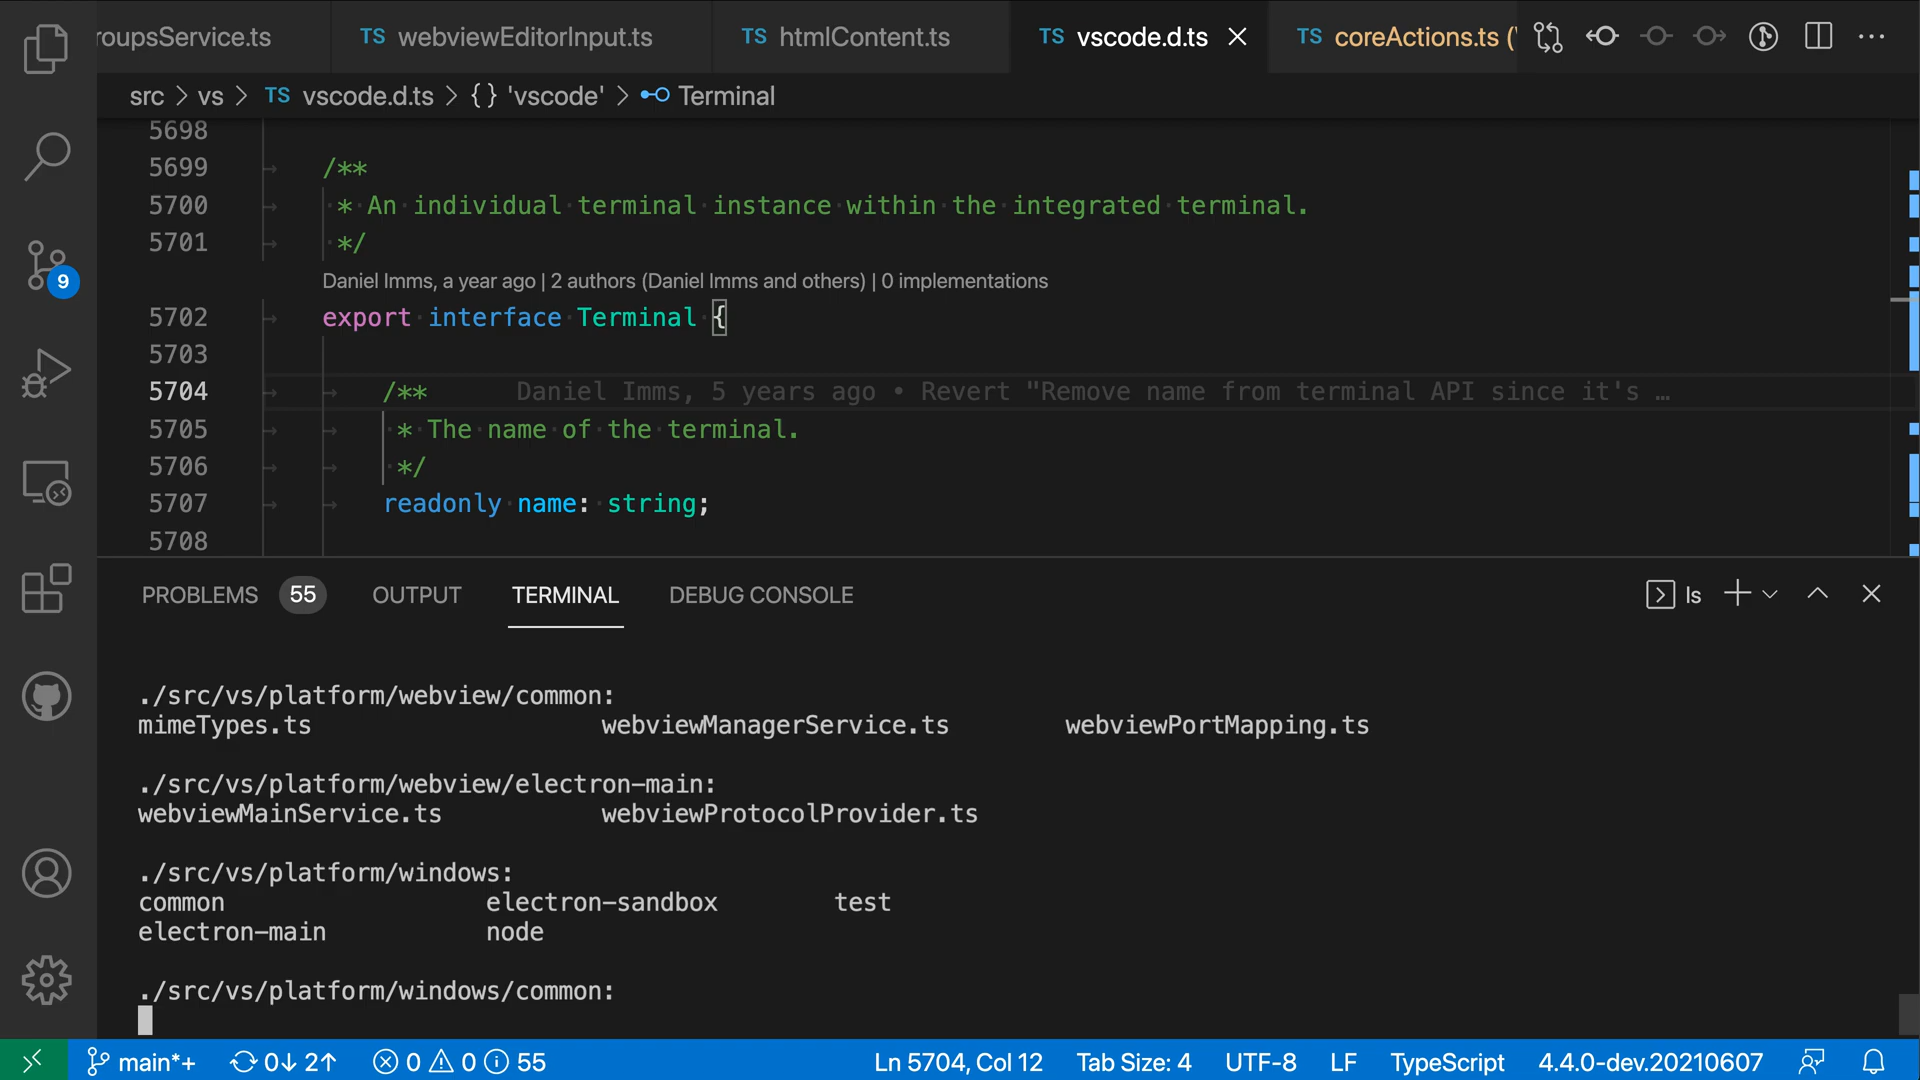 roupsService.ts
TS webviewEditorInput.ts
TS htmlContent.ts
TS vscode.d.ts
TS coreActions.ts (
src > vs > TS vscode.d.ts > {} 'vscode' > Terminal
5698
5699 /**
5700 * An individual terminal instance within the integrated terminal.
5701 */
Daniel Imms, a year ago | 2 authors (Daniel Imms and others) | 0 implementations
5702 export interface Terminal {
5703
5704 /** Daniel Imms, 5 years ago • Revert "Remove name from terminal API since it's …
5705 * The name of the terminal.
5706 */
5707 readonly name: string;
5708
9
PROBLEMS 55 OUTPUT TERMINAL DEBUG CONSOLE
ls
./src/vs/platform/webview/common:
mimeTypes.ts webviewManagerService.ts webviewPortMapping.ts
./src/vs/platform/webview/electron-main:
webviewMainService.ts webviewProtocolProvider.ts
./src/vs/platform/windows:
common electron-sandbox test
electron-main node
./src/vs/platform/windows/common:
main*+ 0↓ 2↑ 0 0 55 Ln 5704, Col 12 Tab Size: 4 UTF-8 LF TypeScript 4.4.0-dev.20210607